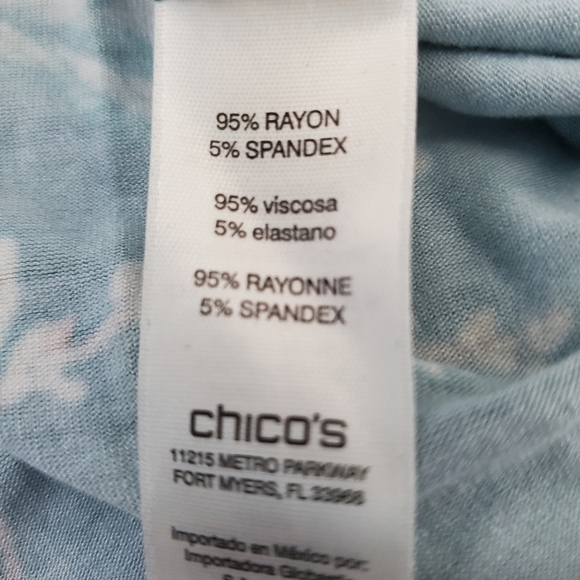 95% RAYON
5% SPANDEX
95% viscosa
5% elastano
95% RAYONNE
5% SPANDEX
chico's
11215 METRO PARKWAY
FORT MYERS, FL 33966
Importado en México por:
Importadora